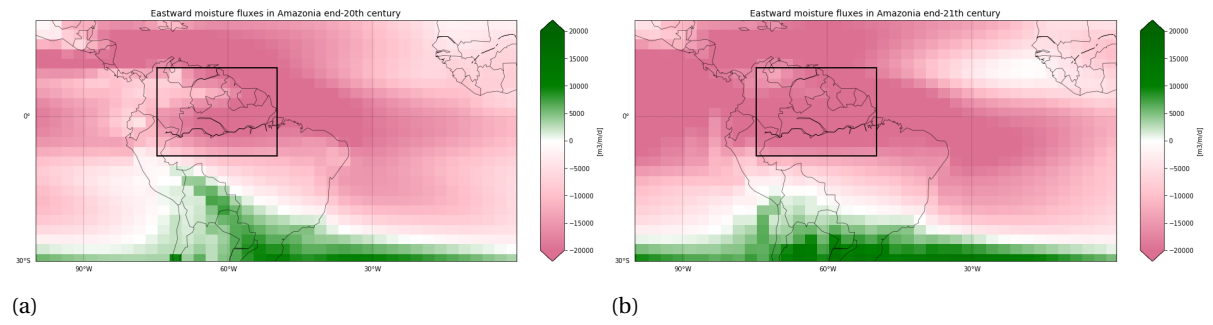 Eastward moisture fluxes in Amazonia end-20th century
20000
15000
10000
5000
0
−5000
−10000
−15000
−20000
[m3/m/d]
0°
30°S
90°W
60°W
30°W
(a)
Eastward moisture fluxes in Amazonia end-21th century
20000
15000
10000
5000
0
−5000
−10000
−15000
−20000
[m3/m/d]
0°
30°S
90°W
60°W
30°W
(b)